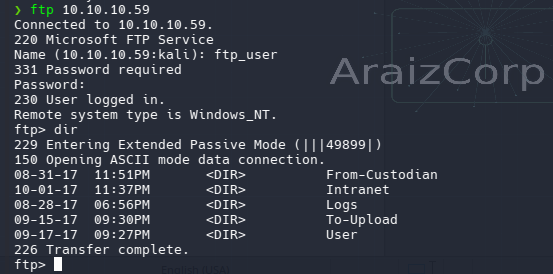 ❯ ftp 10.10.10.59
Connected to 10.10.10.59.
220 Microsoft FTP Service
Name (10.10.10.59:kali): ftp_user
331 Password required
Password:
230 User logged in.
Remote system type is Windows_NT.
ftp> dir
229 Entering Extended Passive Mode (|||49899|)
150 Opening ASCII mode data connection.
08-31-17  11:51PM       <DIR>          From-Custodian
10-01-17  11:37PM       <DIR>          Intranet
08-28-17  06:56PM       <DIR>          Logs
09-15-17  09:30PM       <DIR>          To-Upload
09-17-17  09:27PM       <DIR>          User
226 Transfer complete.
ftp>
AraizCorp